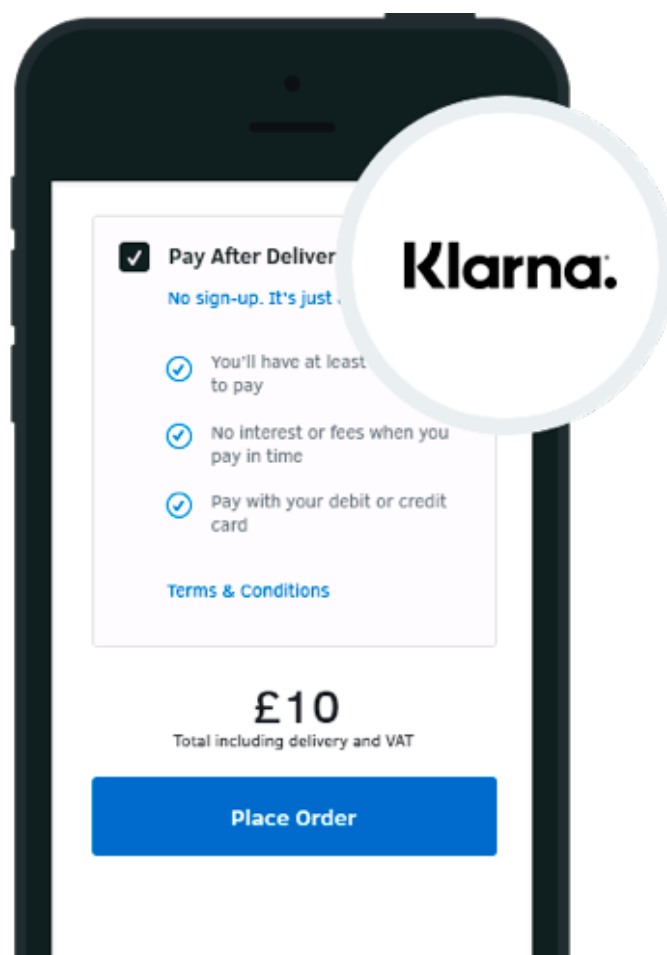 Klarna.
Pay After Deliver
No sign-up. It's just
You'll have at least
to pay
No interest or fees when you
pay in time
Pay with your debit or credit
card
Terms & Conditions
£10
Total including delivery and VAT
Place Order